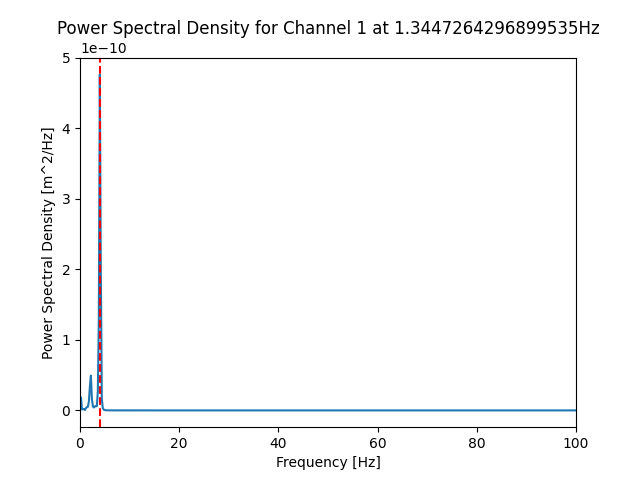 Power Spectral Density for Channel 1 at 1.3447264296899535Hz
1e−10
5
4
3
2
1
0
Power Spectral Density [m^2/Hz]
0 20 40 60 80 100
Frequency [Hz]